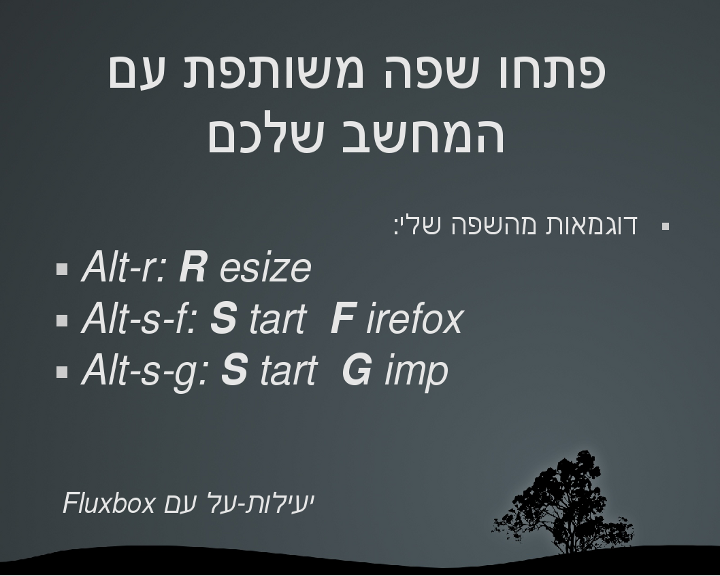 פתחו שפה משותפת עם
המחשב שלכם
▪ דוגמאות מהשפה שלי:
▪ Alt-r: R esize
▪ Alt-s-f: S tart  F irefox
▪ Alt-s-g: S tart  G imp
יעילות-על עם Fluxbox